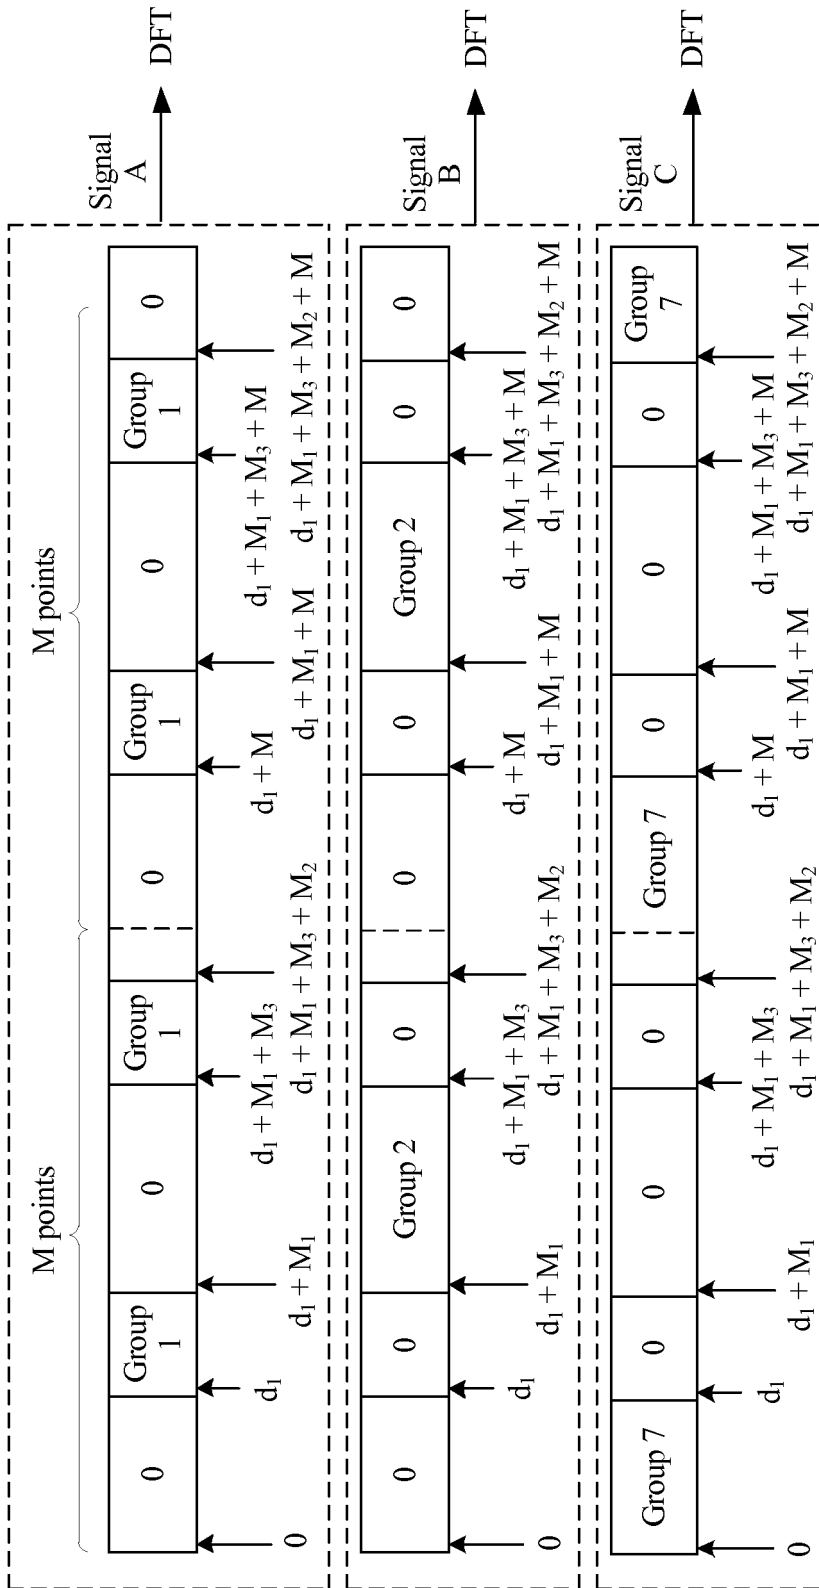 M points
M points
0
Group
1
0
Group
1
0
Group
1
0
Group
1
0
Signal
A
DFT
0
d₁
d₁ + M₁
d₁ + M₁ + M₃
d₁ + M₁ + M₃ + M₂
d₁ + M
d₁ + M₁ + M
d₁ + M₁ + M₃ + M
d₁ + M₁ + M₃ + M₂ + M
0
0
Group 2
0
0
0
Group 2
0
0
Signal
B
DFT
0
d₁
d₁ + M₁
d₁ + M₁ + M₃
d₁ + M₁ + M₃ + M₂
d₁ + M
d₁ + M₁ + M
d₁ + M₁ + M₃ + M
d₁ + M₁ + M₃ + M₂ + M
Group 7
0
0
0
Group 7
0
0
0
Group
7
Signal
C
DFT
0
d₁
d₁ + M₁
d₁ + M₁ + M₃
d₁ + M₁ + M₃ + M₂
d₁ + M
d₁ + M₁ + M
d₁ + M₁ + M₃ + M
d₁ + M₁ + M₃ + M₂ + M